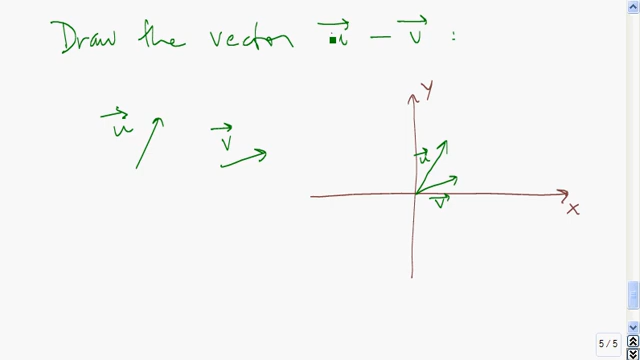 Draw the vector u⃗ − v⃗ :
u⃗
v⃗
y
u⃗
v⃗
x
5 / 5